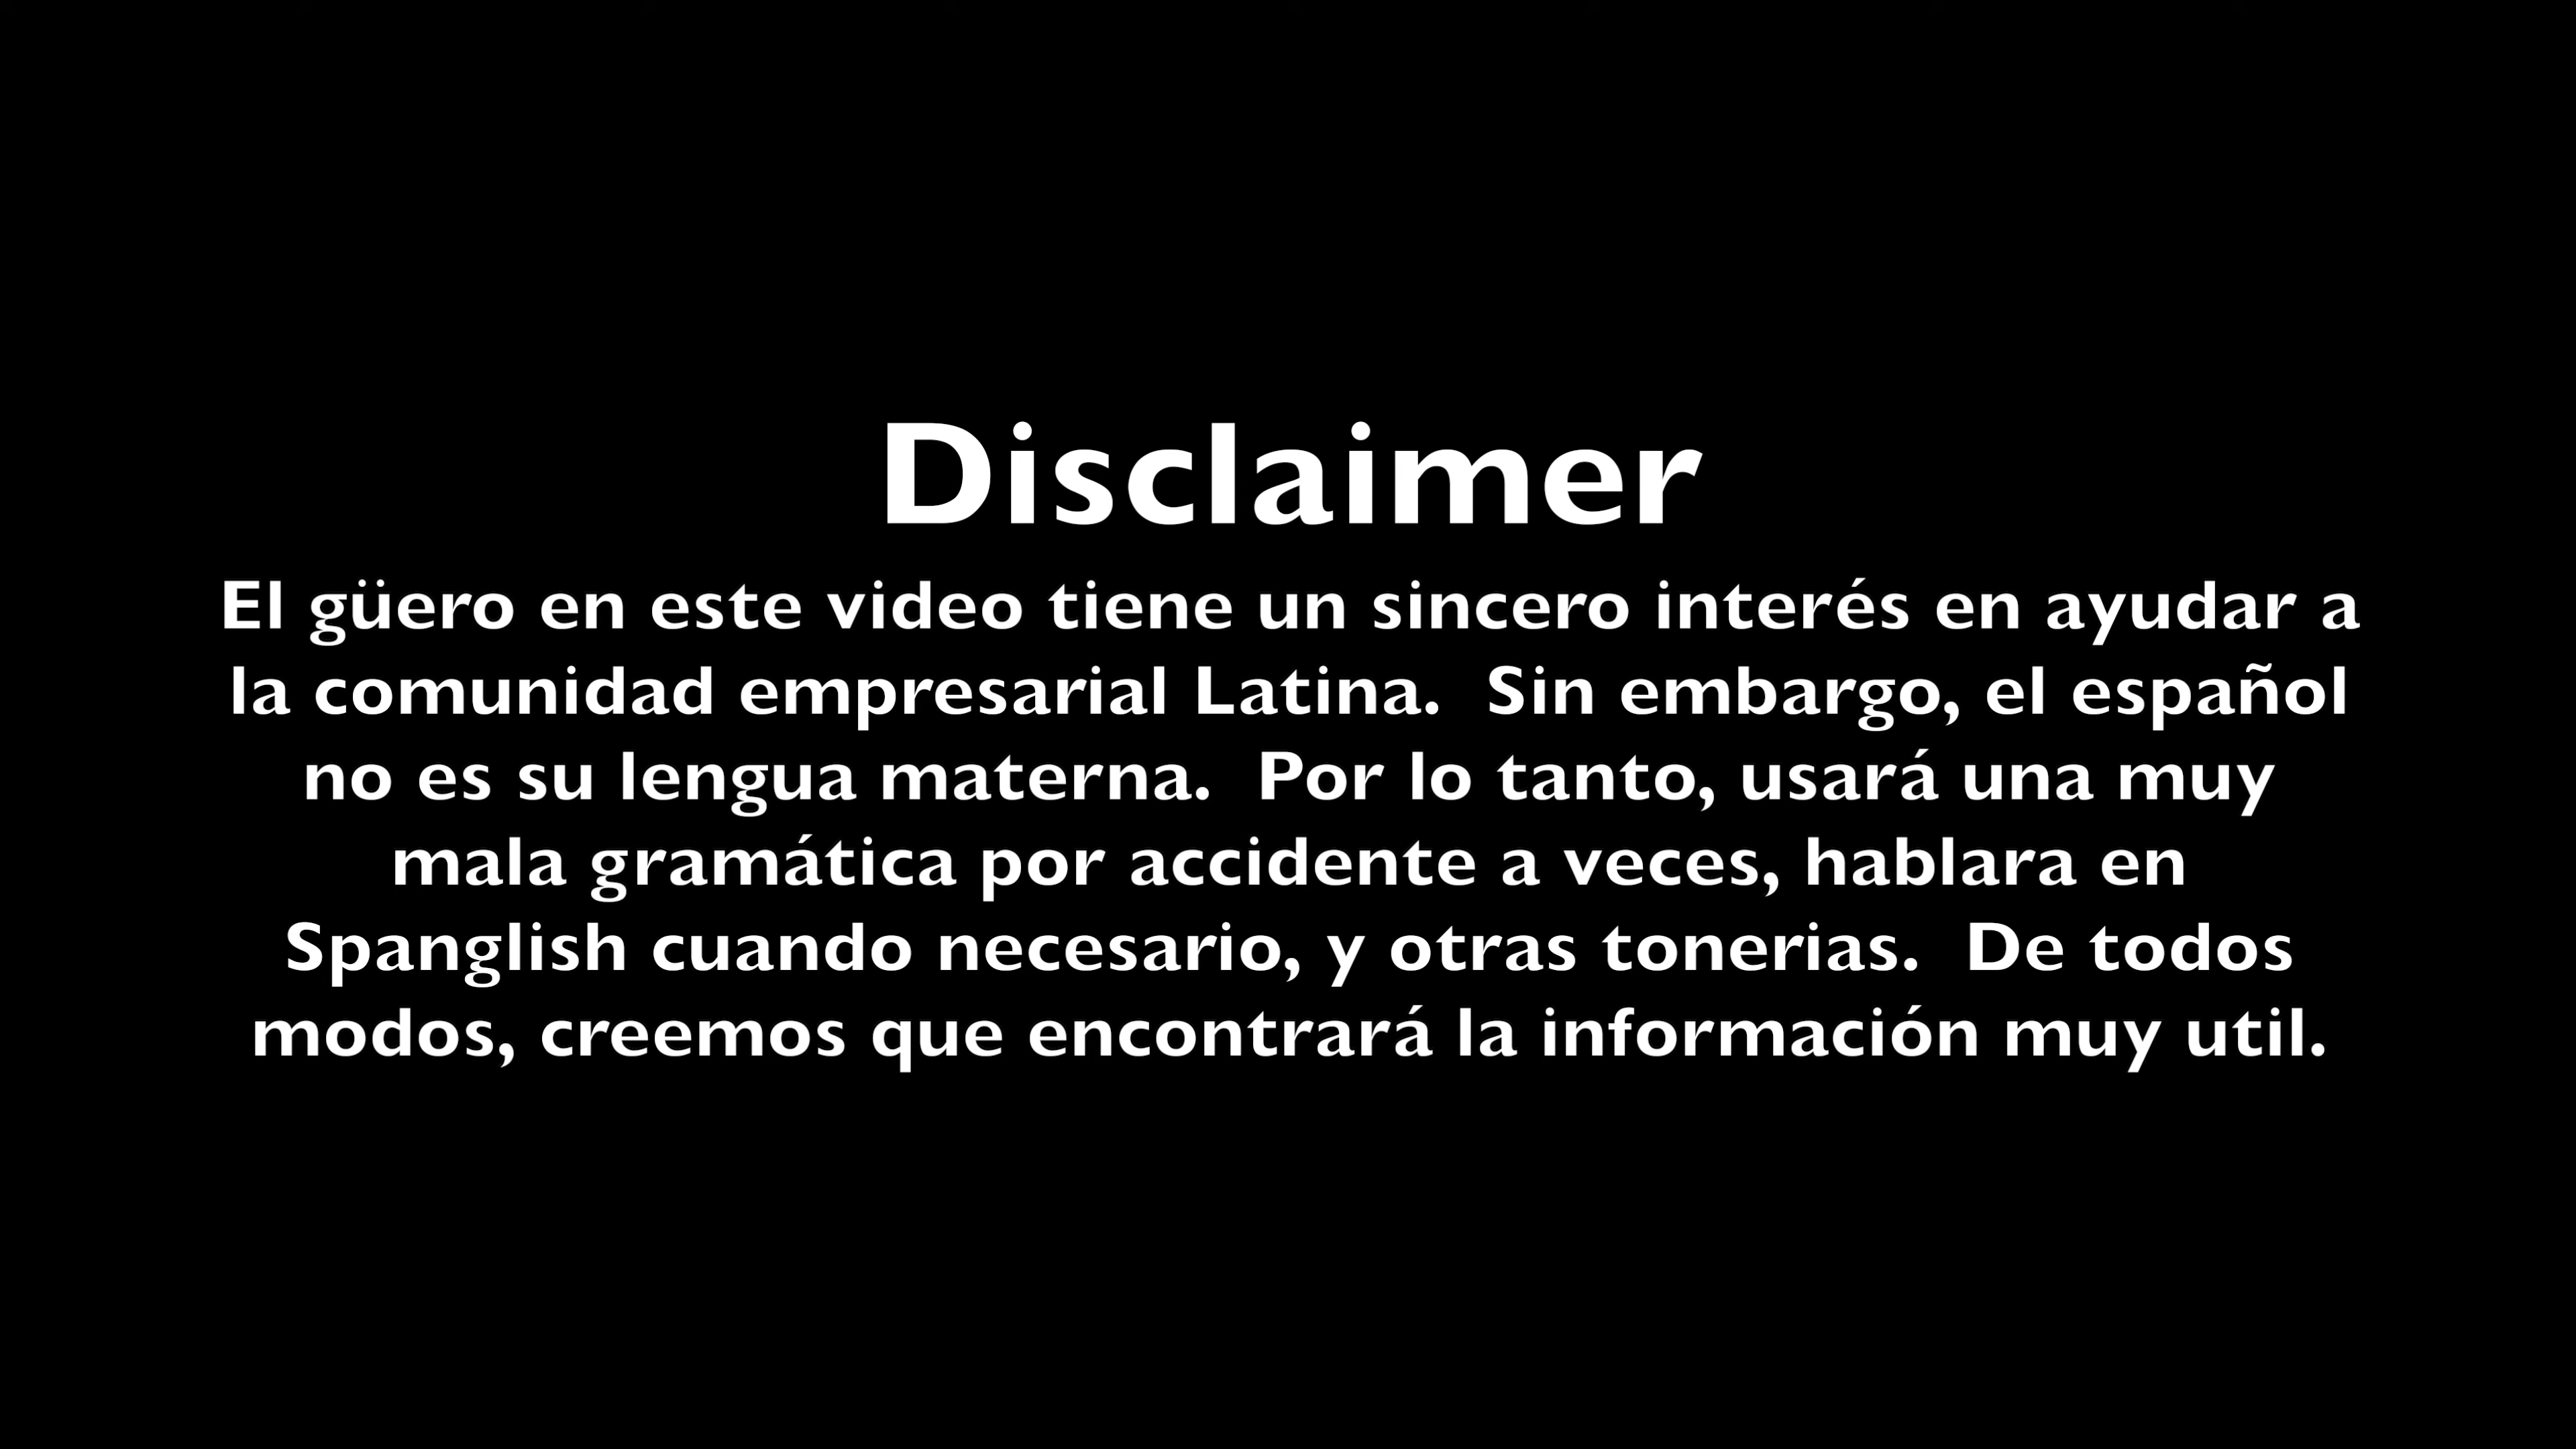 Disclaimer
El güero en este video tiene un sincero interés en ayudar a
la comunidad empresarial Latina.  Sin embargo, el español
no es su lengua materna.  Por lo tanto, usará una muy
mala gramática por accidente a veces, hablara en
Spanglish cuando necesario, y otras tonerias.  De todos
modos, creemos que encontrará la información muy util.